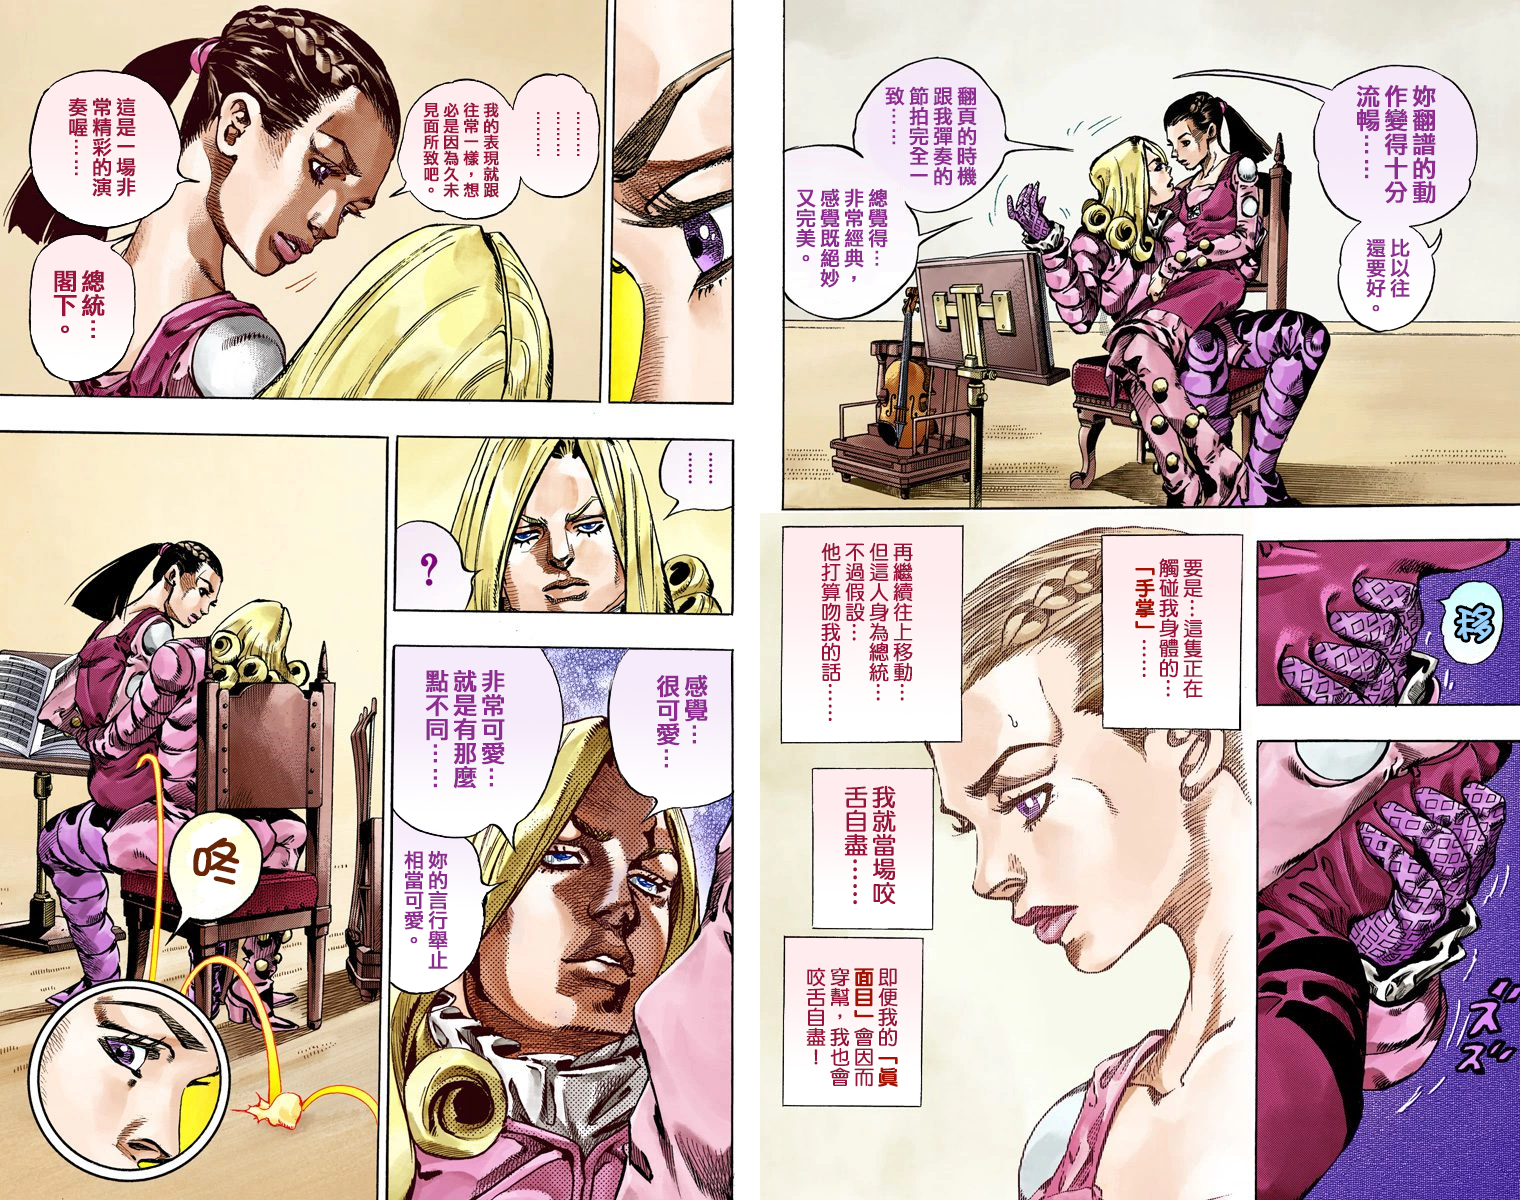 妳翻譜的動
作變得十分
流暢……
比以往
還要好。
翻頁的時機
跟我彈奏的
節拍完全一
致……
總覺得…
非常經典，
感覺既絕妙
又完美。
移
ズ
ズ
要是…這隻正在
觸碰我身體的…
「手掌」……
再繼續往上移動…
但這人身為總統…
不過假設…
他打算吻我的話……
我就當場咬
舌自盡……
即便我的「眞
面目」會因而
穿幫，我也會
咬舌自盡！
………
………
我的表現就跟
往常一樣，想
必是因為久未
見面所致吧。
這是一場非
常精彩的演
奏喔……
總統…
閣下。
……
……
？
感覺…
很可愛…
非常可愛…
就是有那麼
點不同……
妳的言行舉止
相當可愛。
咚